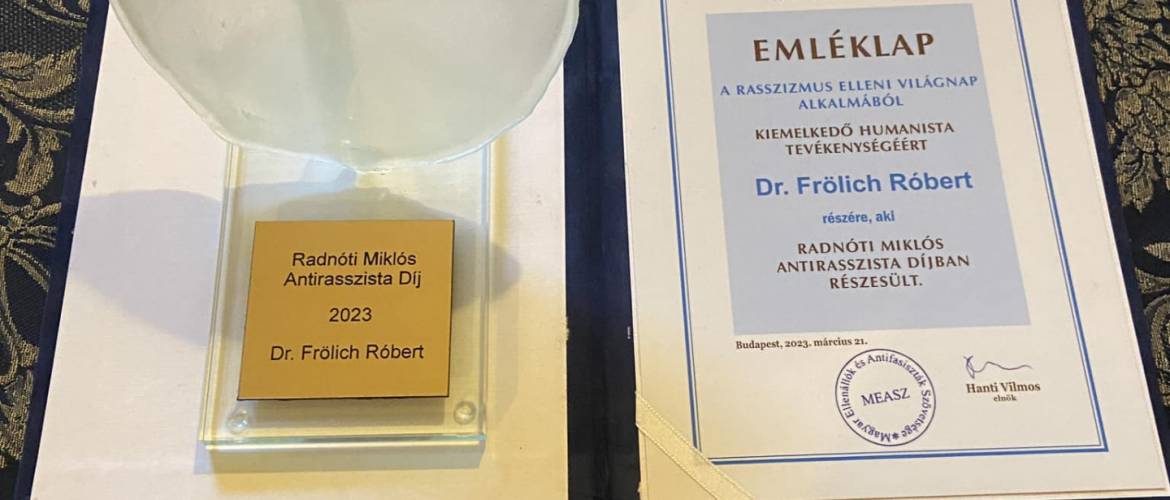 Radnóti Miklós
Antirasszista Díj
2023
Dr. Frölich Róbert
EMLÉKLAP
A RASSZIZMUS ELLENI VILÁGNAP
ALKALMÁBÓL
KIEMELKEDŐ HUMANISTA
TEVÉKENYSÉGÉÉRT
Dr. Frölich Róbert
részére, aki
RADNÓTI MIKLÓS
ANTIRASSZISTA DÍJBAN
RÉSZESÜLT.
Budapest, 2023. március 21.
Magyar Ellenállók és Antifasiszták Szövetsége
MEASZ
Hanti Vilmos
elnök